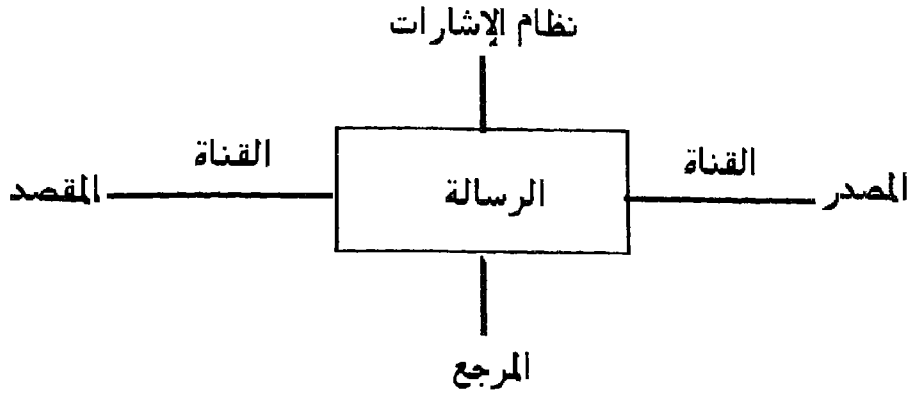 نظام الإشارات
المصدر
القناة
الرسالة
القناة
المقصد
المرجع